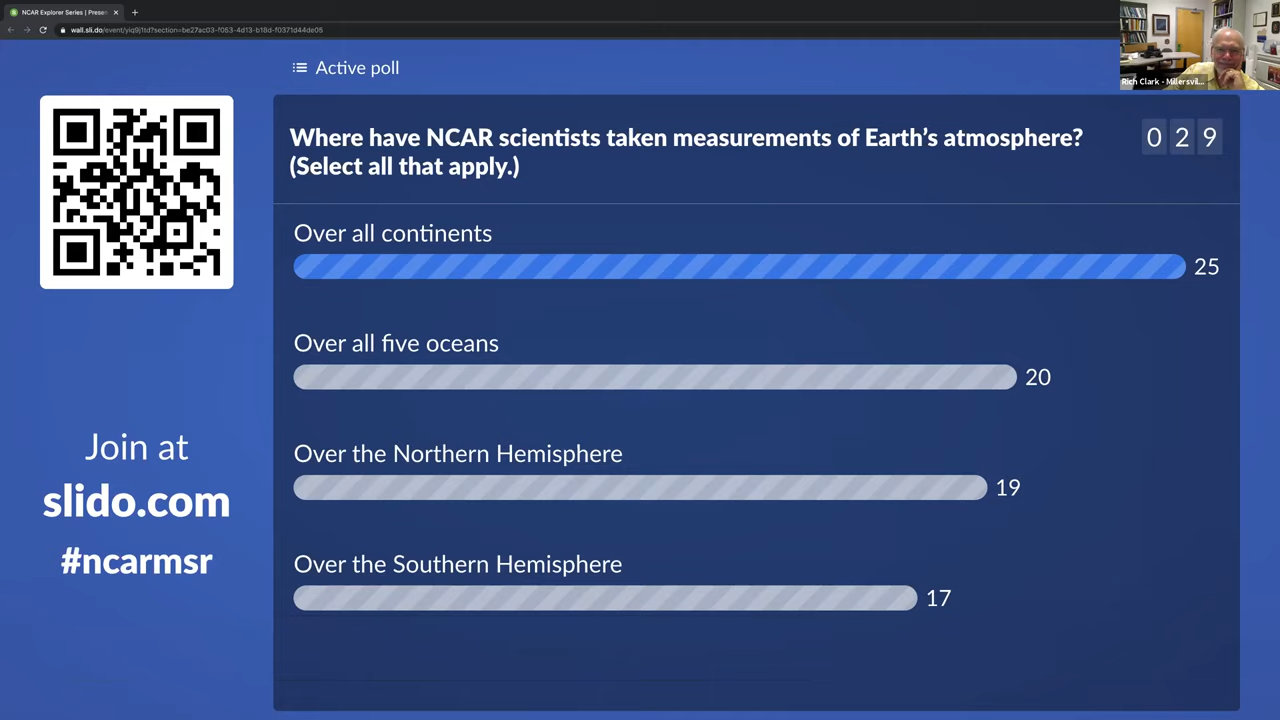 NCAR Explorer Series | Presen
wall.sli.do/event/yiq9j1td?section=be27ac03-f053-4d13-b18d-f0371d44de05
Active poll
Where have NCAR scientists taken measurements of Earth's atmosphere?
(Select all that apply.)
0 2 9
Over all continents
25
Over all five oceans
20
Over the Northern Hemisphere
19
Over the Southern Hemisphere
17
Join at
slido.com
#ncarmsr
Rich Clark - Millersvil...